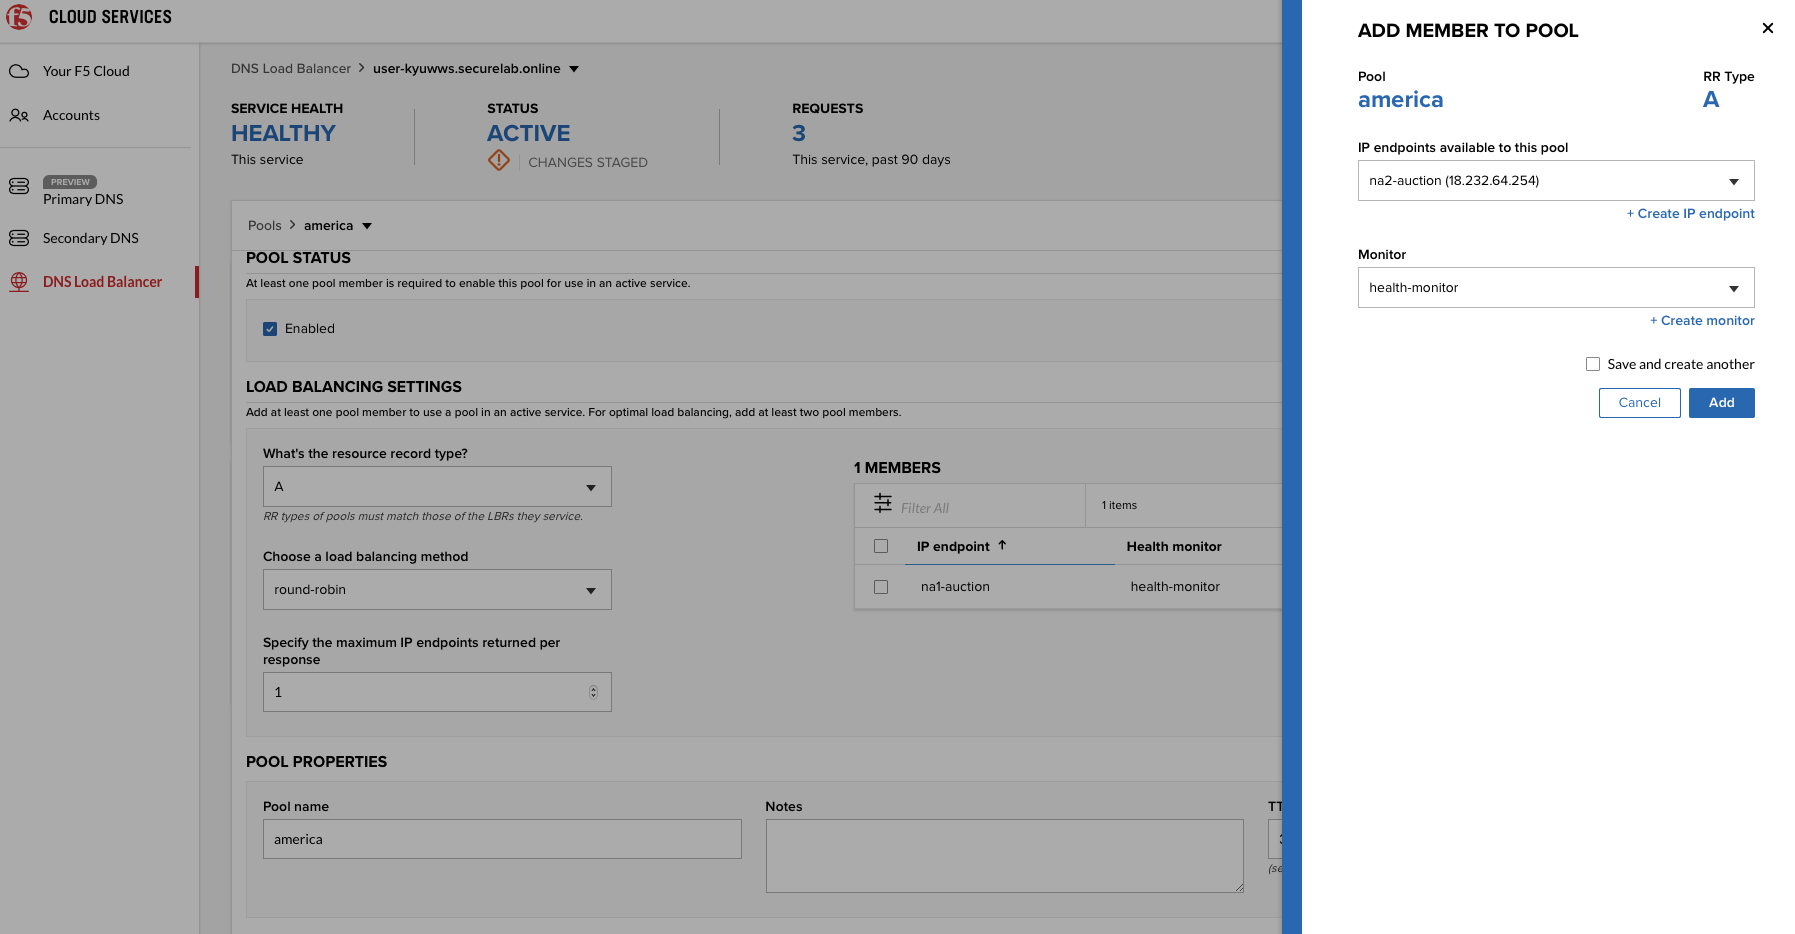 CLOUD SERVICES
Your F5 Cloud
Accounts
PREVIEW
Primary DNS
Secondary DNS
DNS Load Balancer
DNS Load Balancer > user-kyuwws.securelab.online
SERVICE HEALTH
HEALTHY
This service
STATUS
ACTIVE
CHANGES STAGED
REQUESTS
3
This service, past 90 days
Pools > america
POOL STATUS
At least one pool member is required to enable this pool for use in an active service.
Enabled
LOAD BALANCING SETTINGS
Add at least one pool member to use a pool in an active service. For optimal load balancing, add at least two pool members.
What's the resource record type?
A
RR types of pools must match those of the LBRs they service.
Choose a load balancing method
round-robin
Specify the maximum IP endpoints returned per
response
1
1 MEMBERS
Filter All
1 items
IP endpoint ↑ Health monitor
na1-auction health-monitor
POOL PROPERTIES
Pool name
america
Notes
ADD MEMBER TO POOL
Pool
america
RR Type
A
IP endpoints available to this pool
na2-auction (18.232.64.254)
+ Create IP endpoint
Monitor
health-monitor
+ Create monitor
Save and create another
Cancel
Add